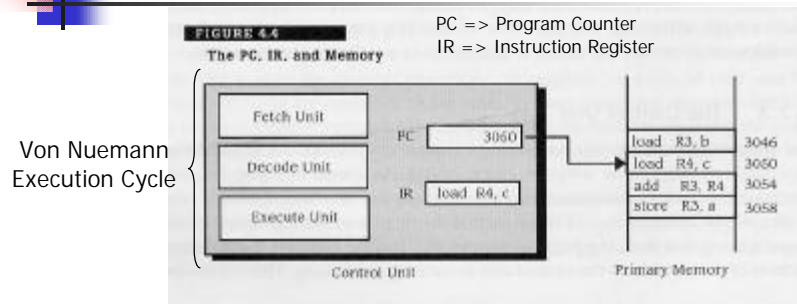 PC => Program Counter
IR => Instruction Register
FIGURE 4.4
The PC, IR, and Memory
Von Nuemann
Execution Cycle
Fetch Unit
Decode Unit
Execute Unit
PC 3060
IR load R4, c
load R3, b 3046
load R4, c 3050
add R3, R4 3054
store R3, a 3058
Control Unit
Primary Memory